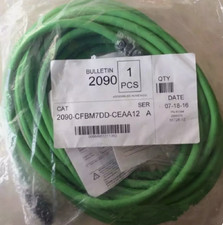 BULLETIN
2090
1
PCS
QTY
DATE
07-18-16
CAT
SER
2090-CFBM7DD-CEAA12 A